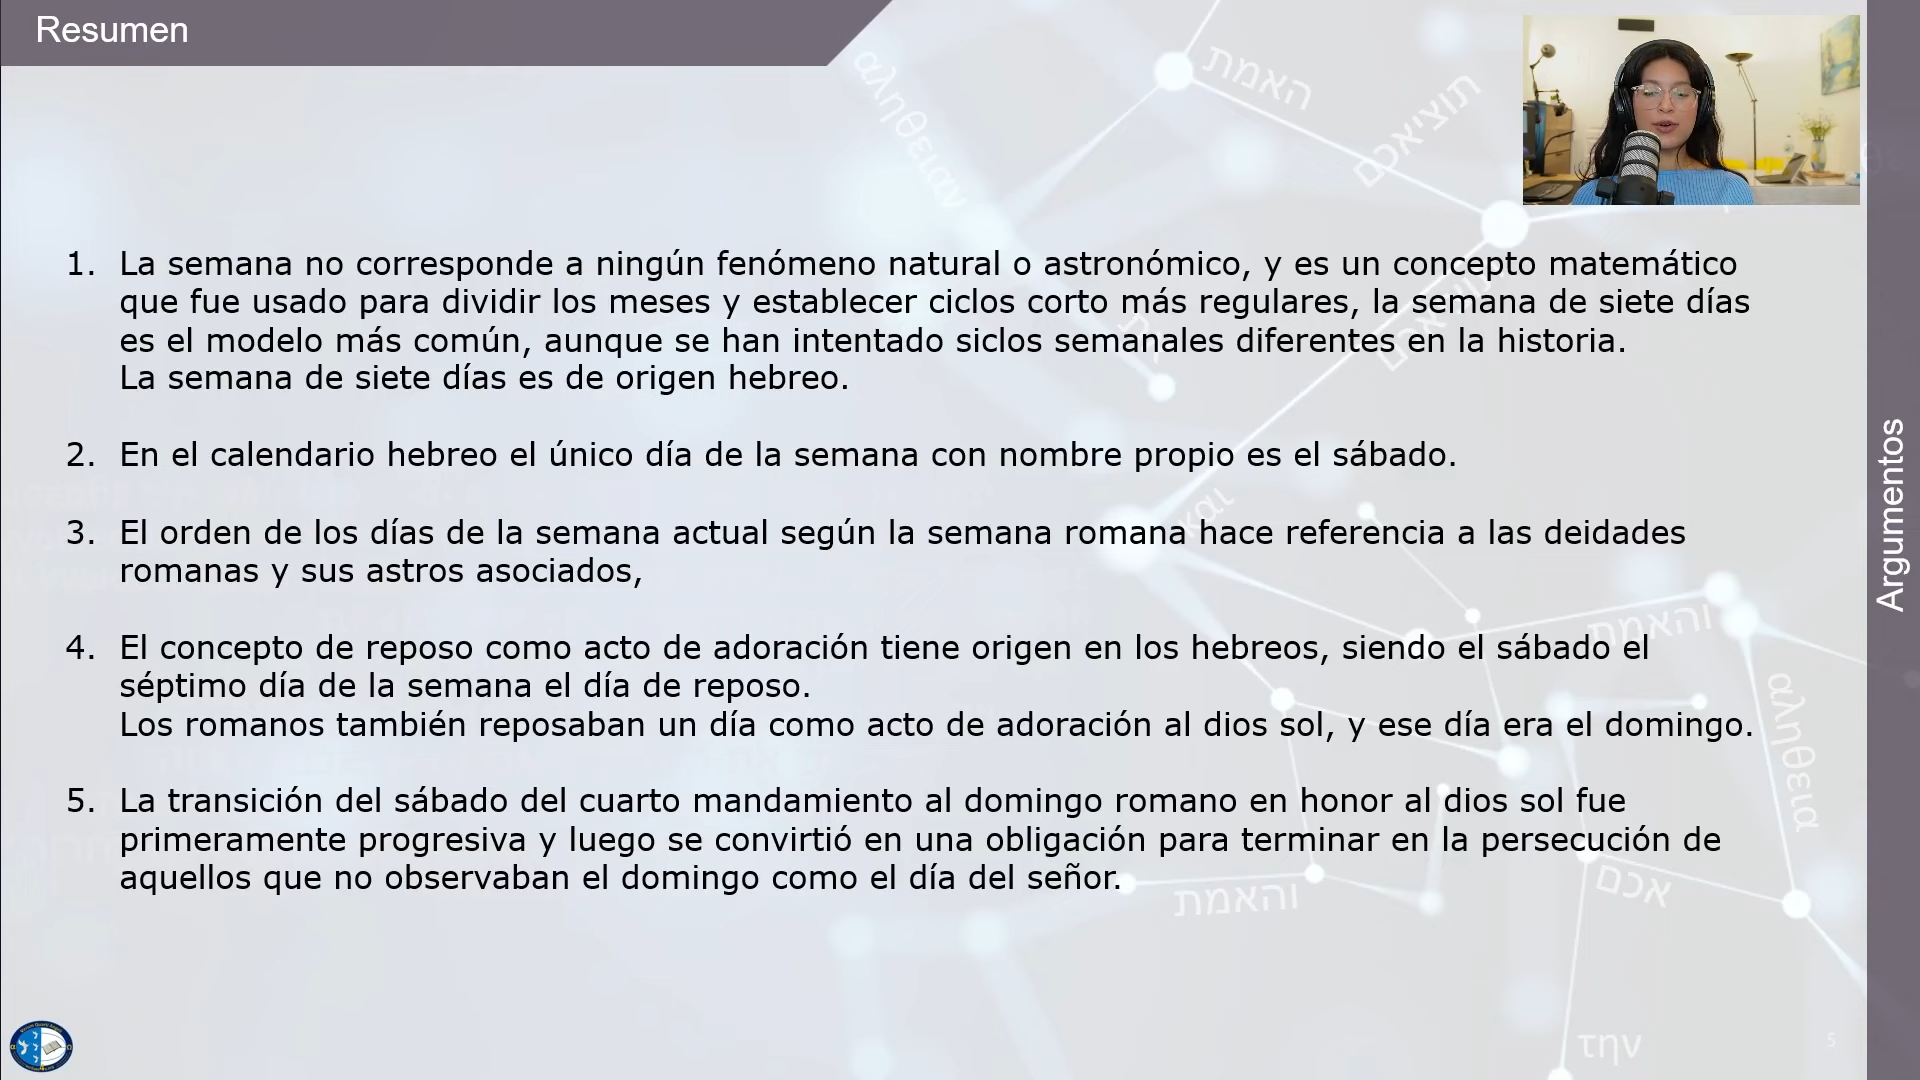 Resumen
1. La semana no corresponde a ningún fenómeno natural o astronómico, y es un concepto matemático
que fue usado para dividir los meses y establecer ciclos corto más regulares, la semana de siete días
es el modelo más común, aunque se han intentado siclos semanales diferentes en la historia.
La semana de siete días es de origen hebreo.
2. En el calendario hebreo el único día de la semana con nombre propio es el sábado.
3. El orden de los días de la semana actual según la semana romana hace referencia a las deidades
romanas y sus astros asociados,
4. El concepto de reposo como acto de adoración tiene origen en los hebreos, siendo el sábado el
séptimo día de la semana el día de reposo.
Los romanos también reposaban un día como acto de adoración al dios sol, y ese día era el domingo.
5. La transición del sábado del cuarto mandamiento al domingo romano en honor al dios sol fue
primeramente progresiva y luego se convirtió en una obligación para terminar en la persecución de
aquellos que no observaban el domingo como el día del señor.
Argumentos
αληθειαν
האמת
תוציאכם
και
והאמת
αληθεια
והאמת
אכם
την
5